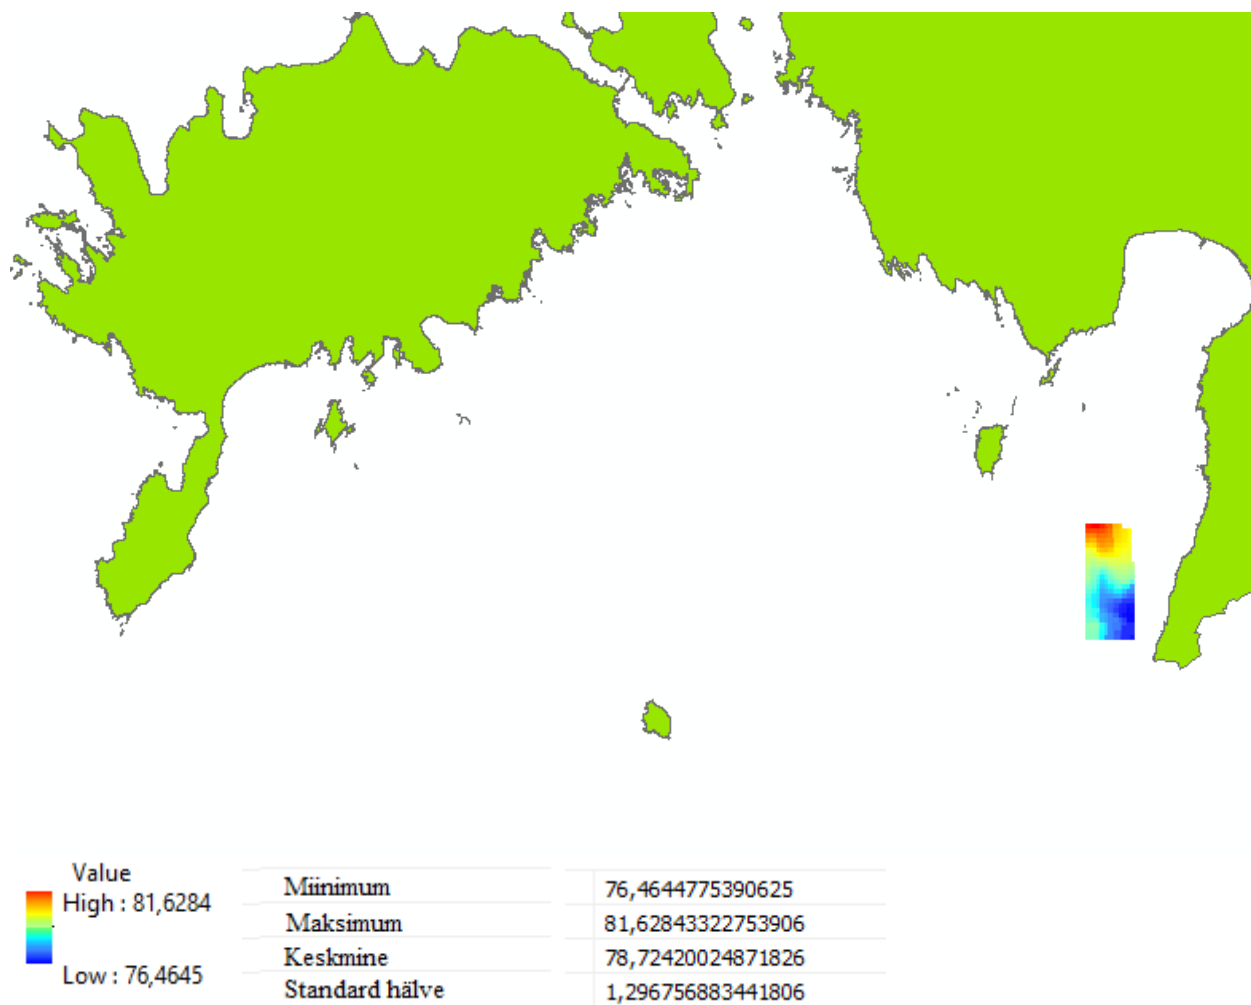 Value
High : 81,6284
Low : 76,4645
Miinimum 76,4644775390625
Maksimum 81,62843322753906
Keskmine 78,72420024871826
Standard hälve 1,296756883441806